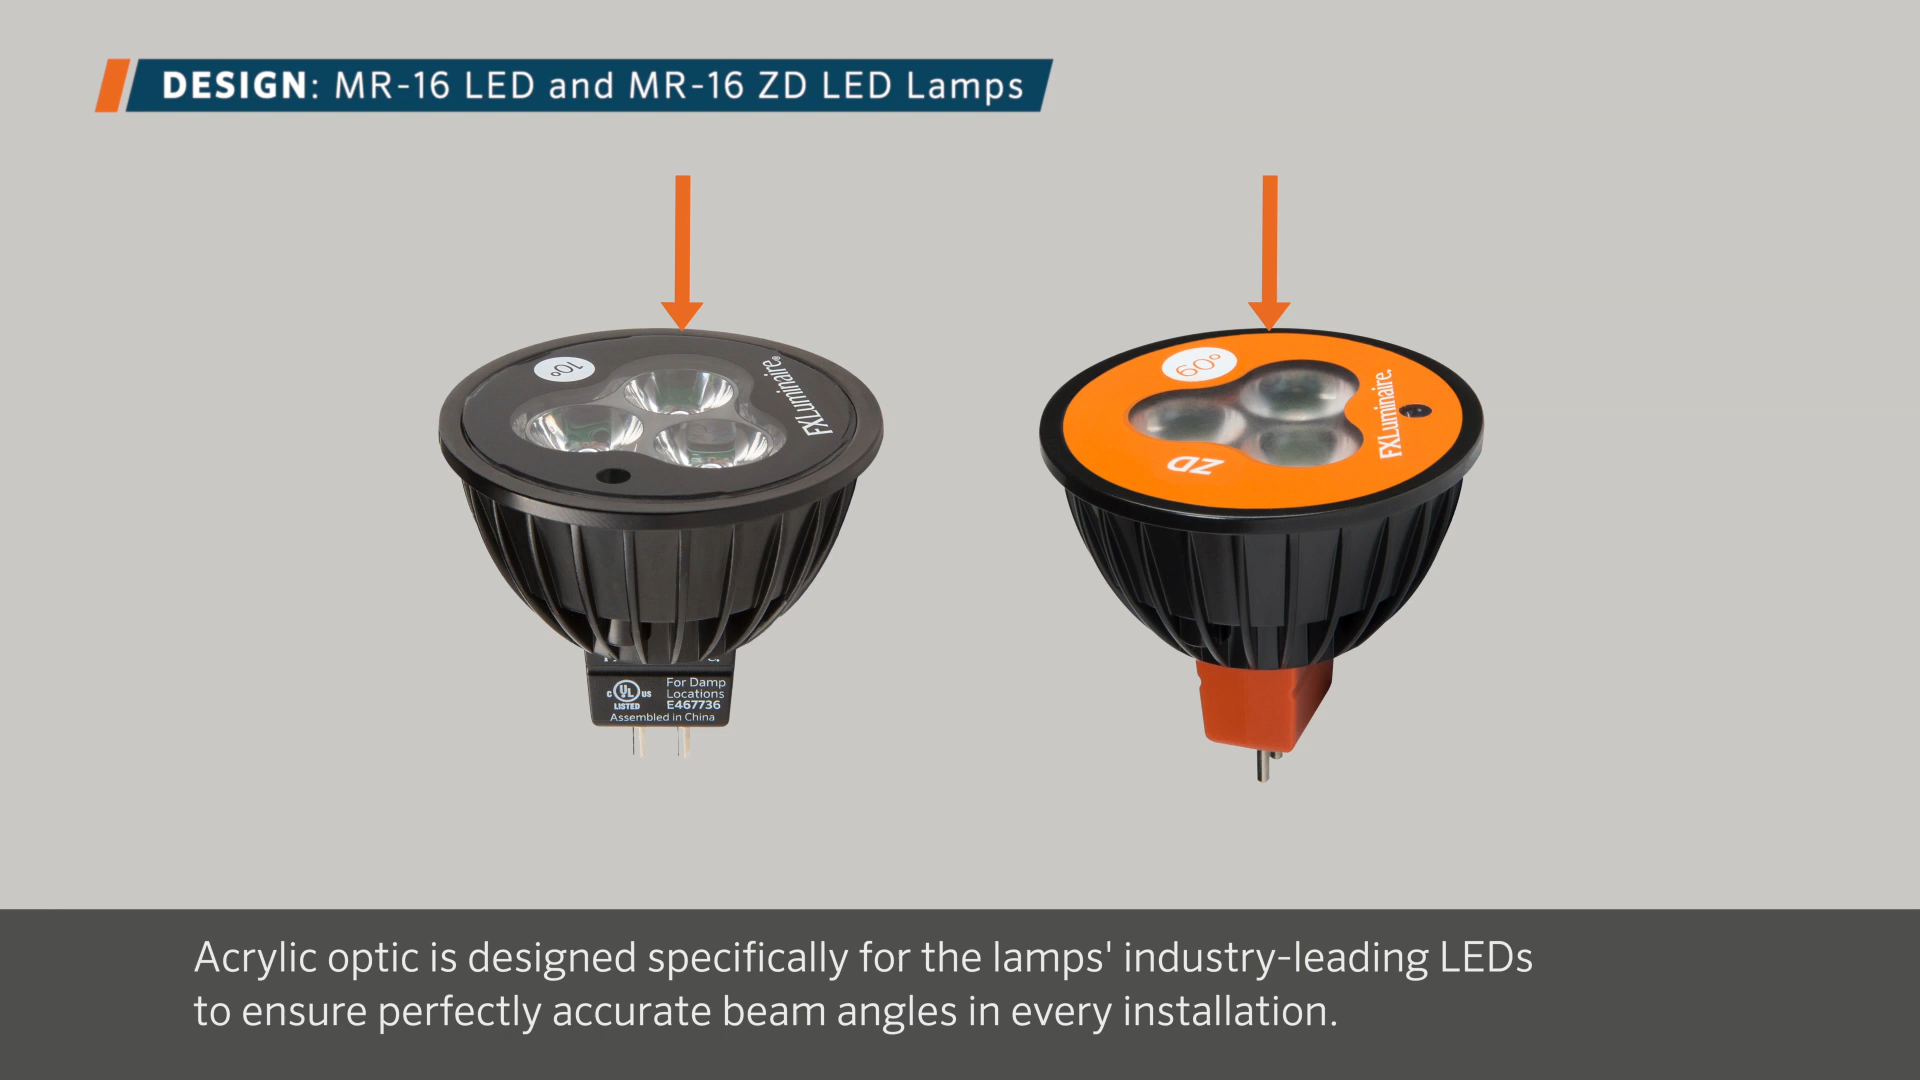 DESIGN: MR-16 LED and MR-16 ZD LED Lamps
10°
FXLuminaire®
60°
FXLuminaire.
ZD
C UL US
LISTED
For Damp
Locations
E467736
Assembled in China
Acrylic optic is designed specifically for the lamps' industry-leading LEDs
to ensure perfectly accurate beam angles in every installation.